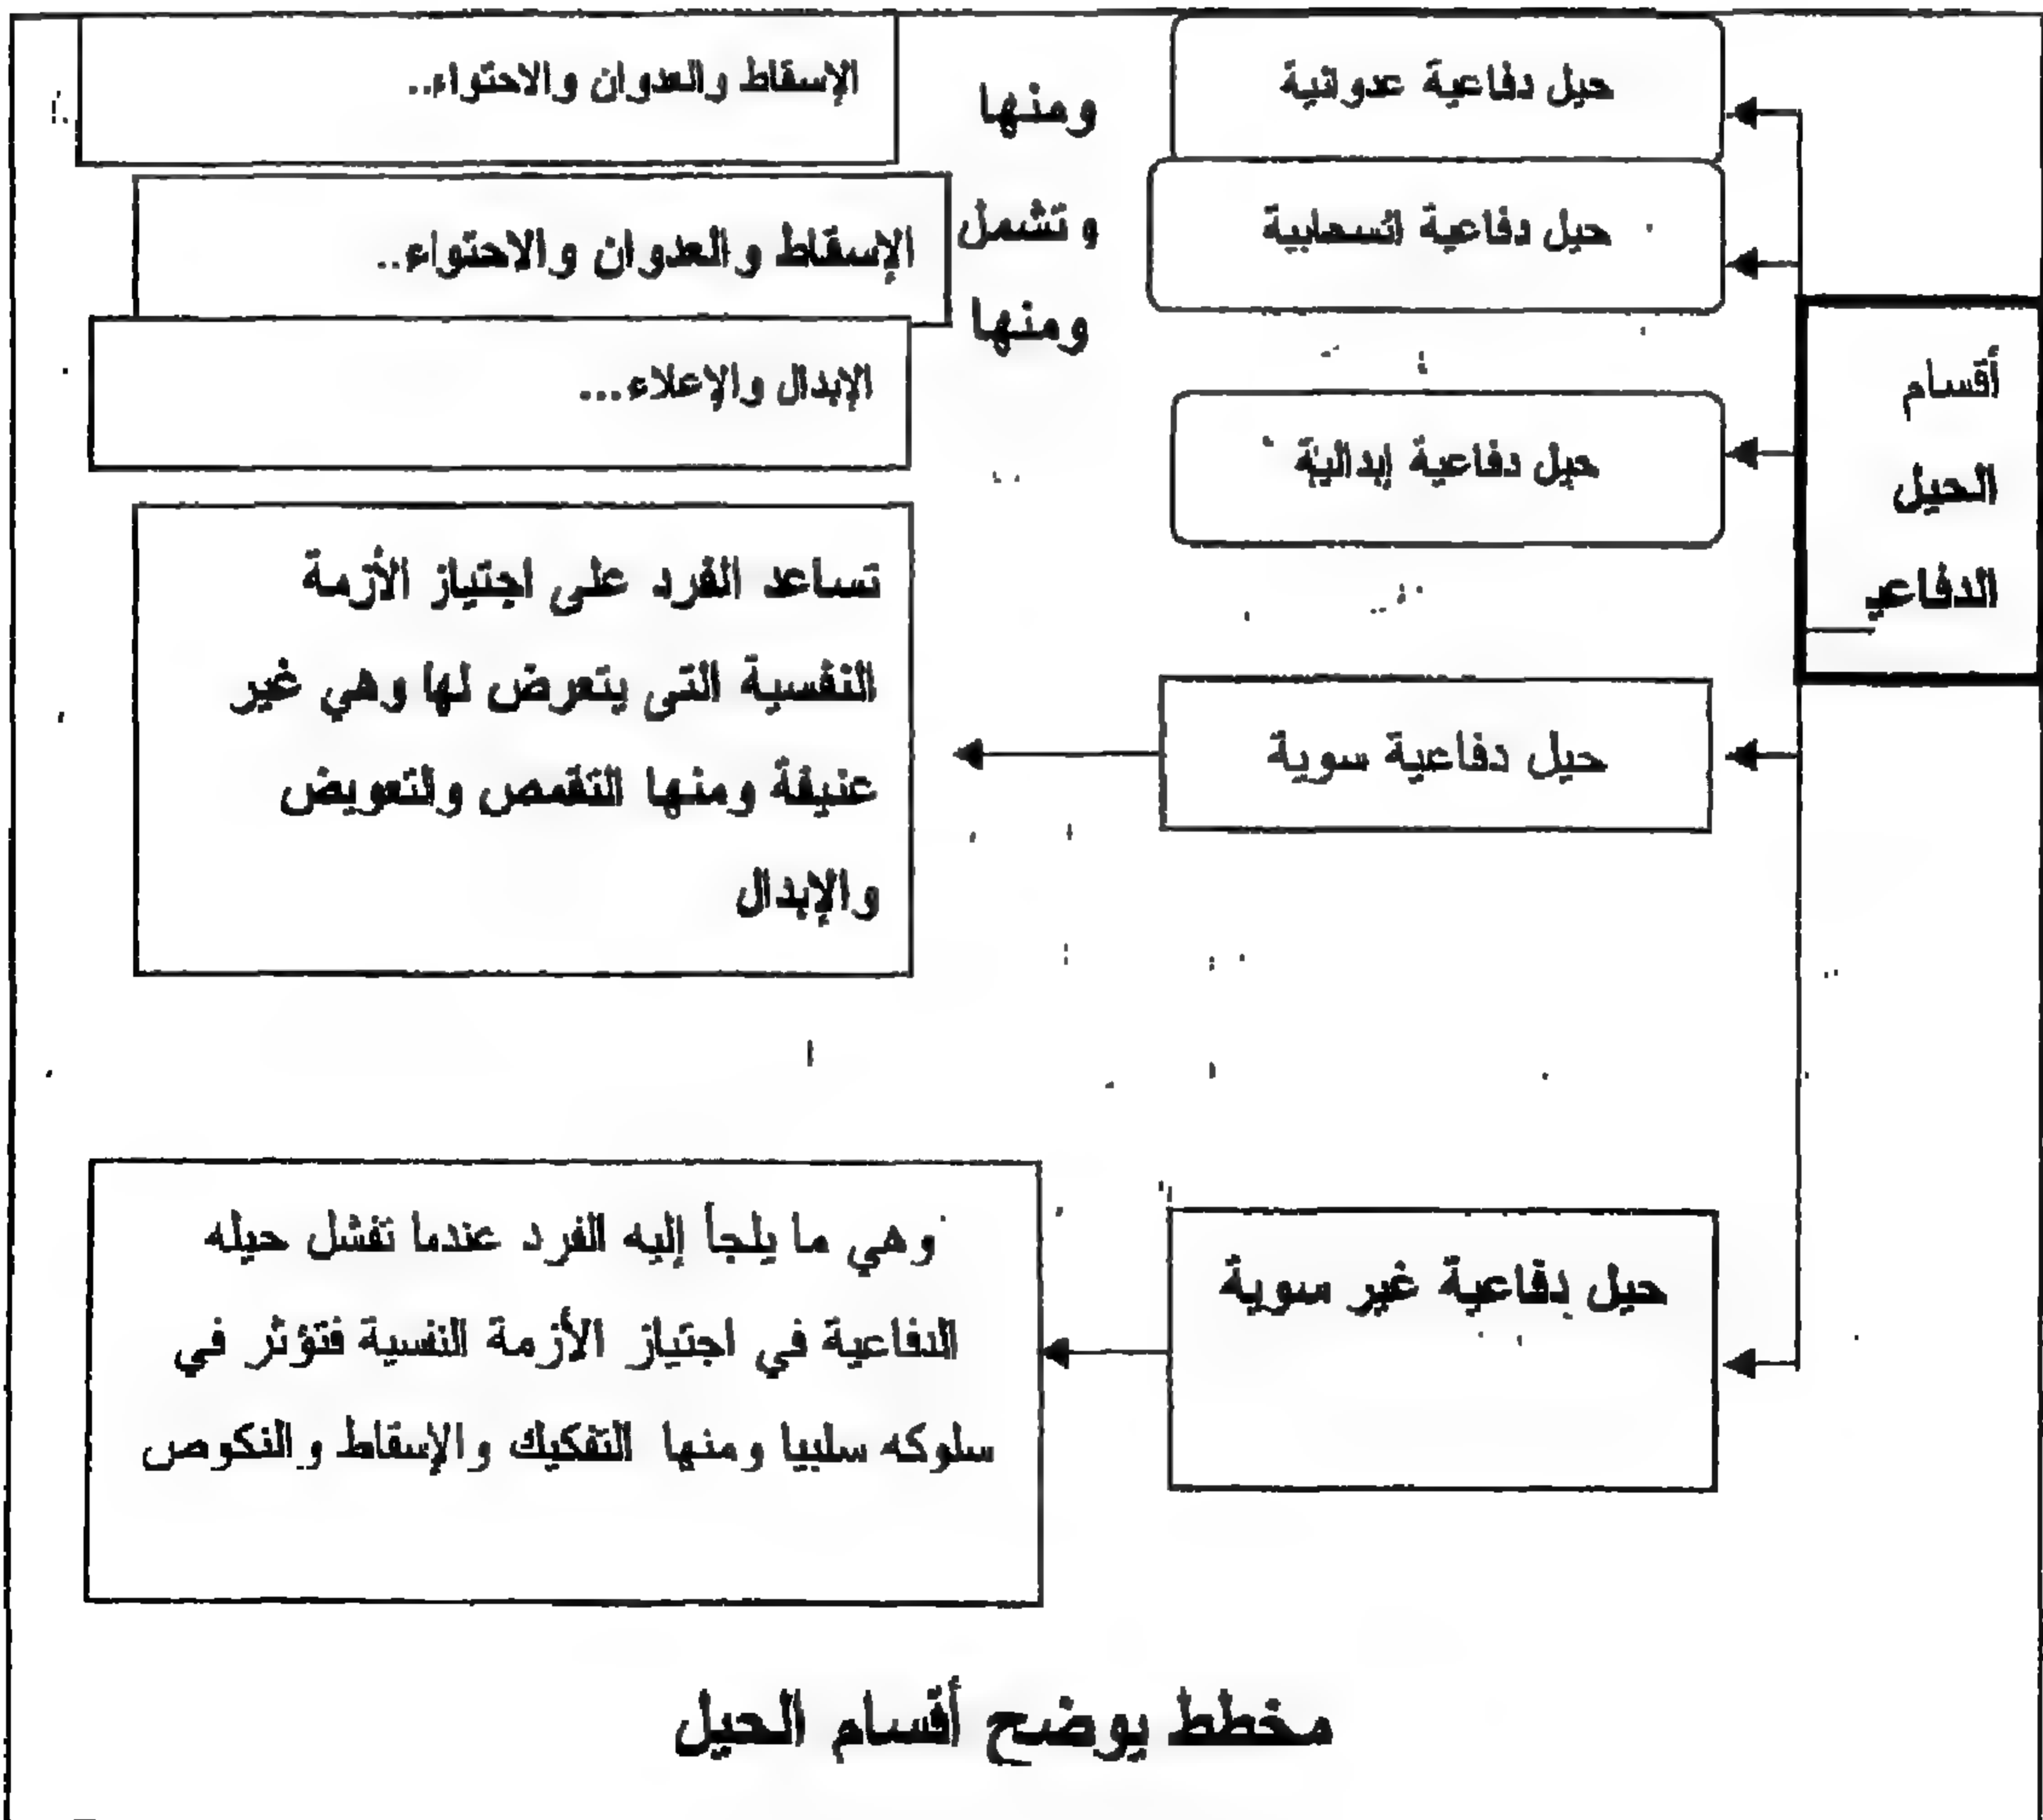 أقسام
الحيل
الدفاعي
حيل دفاعية عدوانية
ومنها
الإسقاط والعدوان والاحتواء..
حيل دفاعية انسحابية
وتشمل
الإسقاط والعدوان والاحتواء..
حيل دفاعية إبدالية
ومنها
الإبدال والإعلاء...
حيل دفاعية سوية
تساعد الفرد على اجتياز الأزمة
النفسية التي يتعرض لها وهي غير
عنيفة ومنها التقمص والتعويض
والإبدال
حيل دفاعية غير سوية
وهي ما يلجأ إليه الفرد عندما تفشل حيله
الدفاعية في اجتياز الأزمة النفسية فتؤثر في
سلوكه سلبيا ومنها التفكيك والإسقاط والنكوص
مخطط يوضح أقسام الحيل